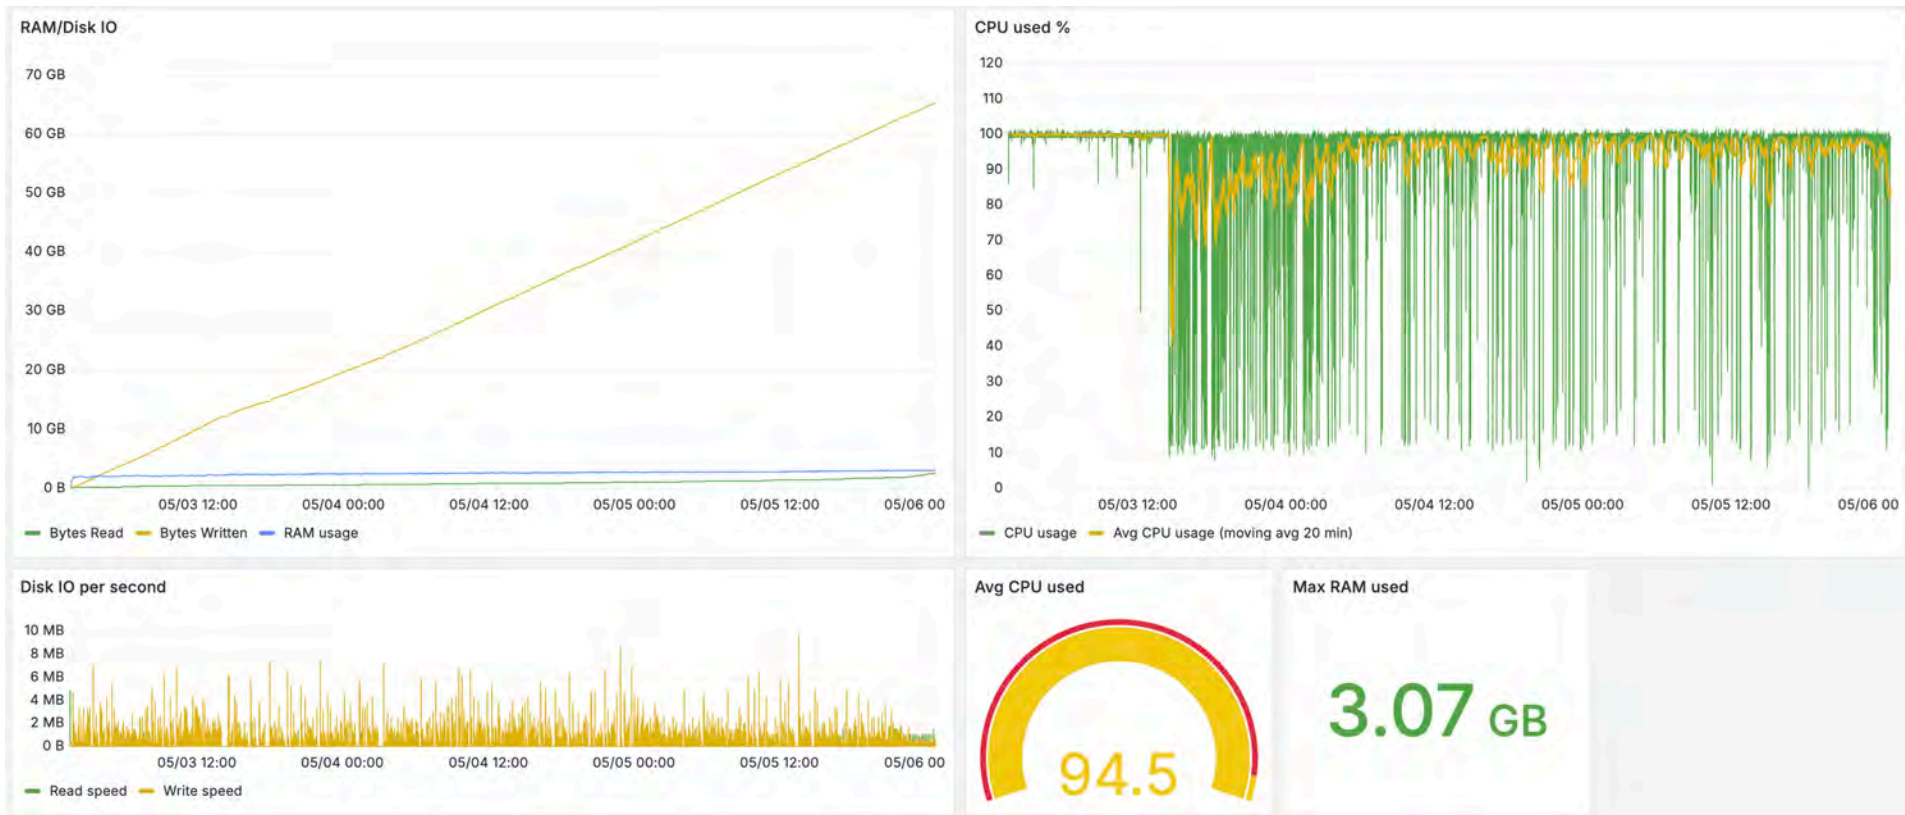 RAM/Disk IO
70 GB
60 GB
50 GB
40 GB
30 GB
20 GB
10 GB
0 B
05/03 12:00 05/04 00:00 05/04 12:00 05/05 00:00 05/05 12:00 05/06 00
Bytes Read Bytes Written RAM usage
CPU used %
120
110
100
90
80
70
60
50
40
30
20
10
0
05/03 12:00 05/04 00:00 05/04 12:00 05/05 00:00 05/05 12:00 05/06 00
CPU usage Avg CPU usage (moving avg 20 min)
Disk IO per second
10 MB
8 MB
6 MB
4 MB
2 MB
0 B
05/03 12:00 05/04 00:00 05/04 12:00 05/05 00:00 05/05 12:00 05/06 00
Read speed Write speed
Avg CPU used
94.5
Max RAM used
3.07 GB